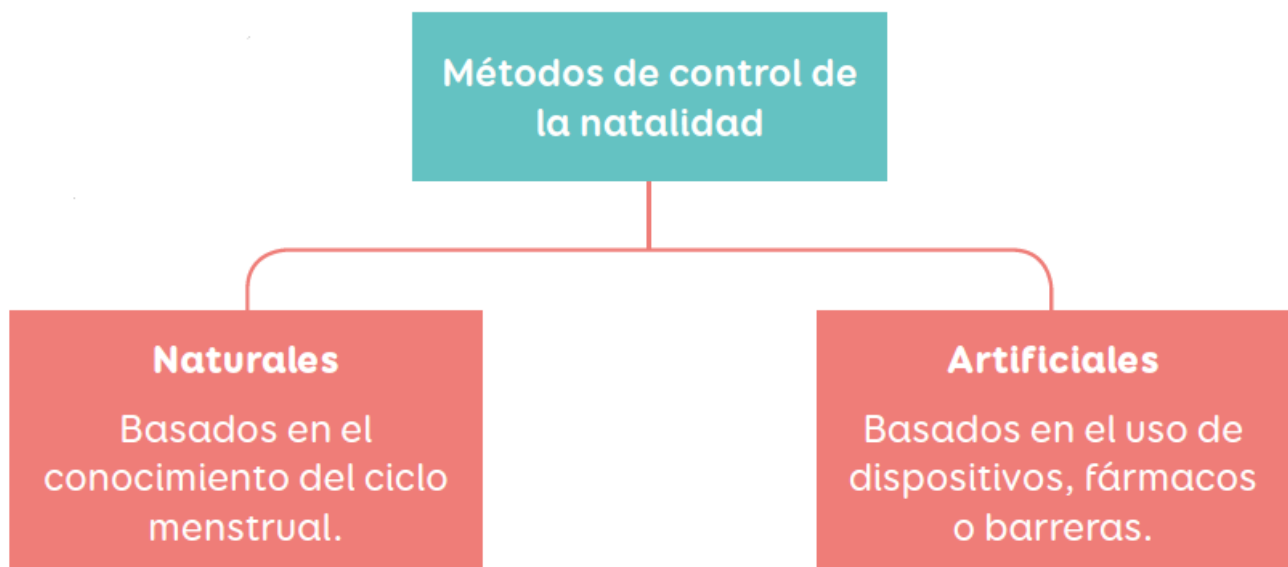 Métodos de control de
la natalidad
Naturales
Basados en el
conocimiento del ciclo
menstrual.
Artificiales
Basados en el uso de
dispositivos, fármacos
o barreras.